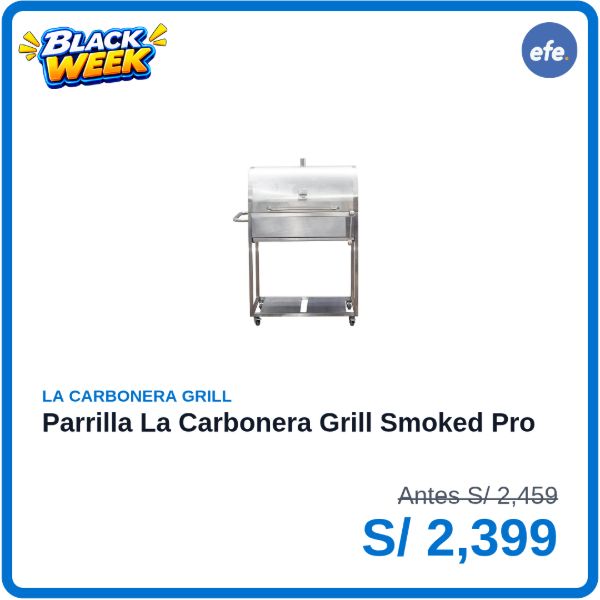 BLACK
WEEK
efe.
LA CARBONERA GRILL
Parrilla La Carbonera Grill Smoked Pro
Antes S/ 2,459
S/ 2,399